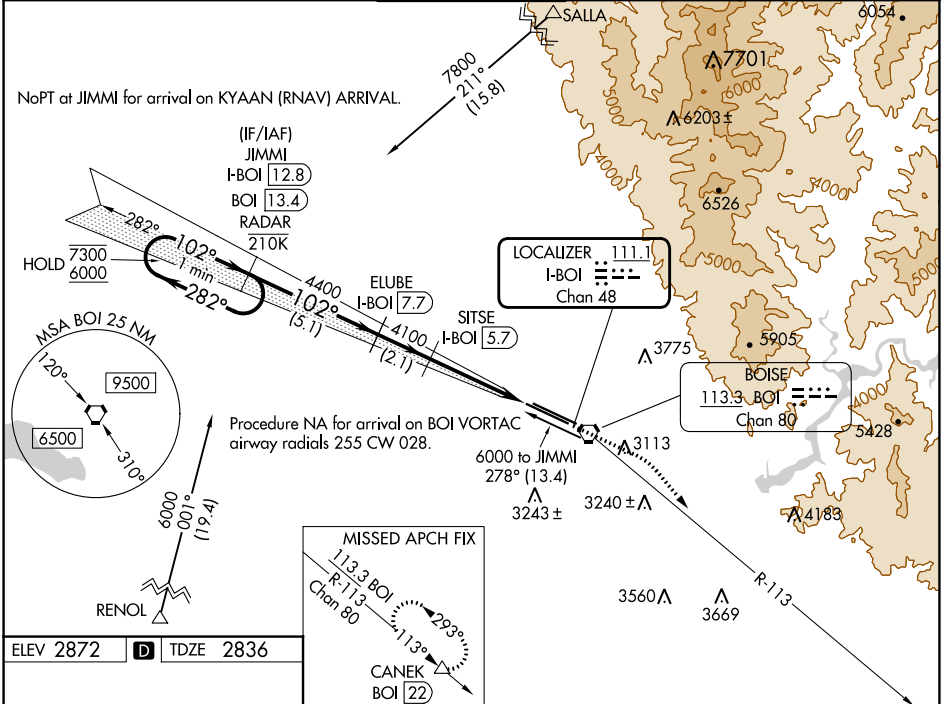 SALLA
6054
7800
211°
(15.8)
7701
6000
5000
6203 ±
4000
NoPT at JIMMI for arrival on KYAAN (RNAV) ARRIVAL.
(IF/IAF)
JIMMI
I-BOI 12.8
BOI 13.4
RADAR
210K
6526
4000
5000
5000
282°
102°
HOLD 7300
6000
1 min
282°
4400
102°
(5.1)
ELUBE
I-BOI 7.7
4100
(2.1)
SITSE
I-BOI 5.7
LOCALIZER 111.1
I-BOI
Chan 48
3775
5905
BOISE
113.3 BOI
Chan 80
4000
5428
MSA BOI 25 NM
120°
9500
6500
310°
Procedure NA for arrival on BOI VORTAC
airway radials 255 CW 028.
6000 to JIMMI
278° (13.4)
3113
3243 ±
3240 ±
4183
6000
001°
(19.4)
RENOL
MISSED APCH FIX
113.3 BOI
R-113
Chan 80
293°
113°
CANEK
BOI 22
3560
3669
R-113
ELEV 2872
D
TDZE 2836